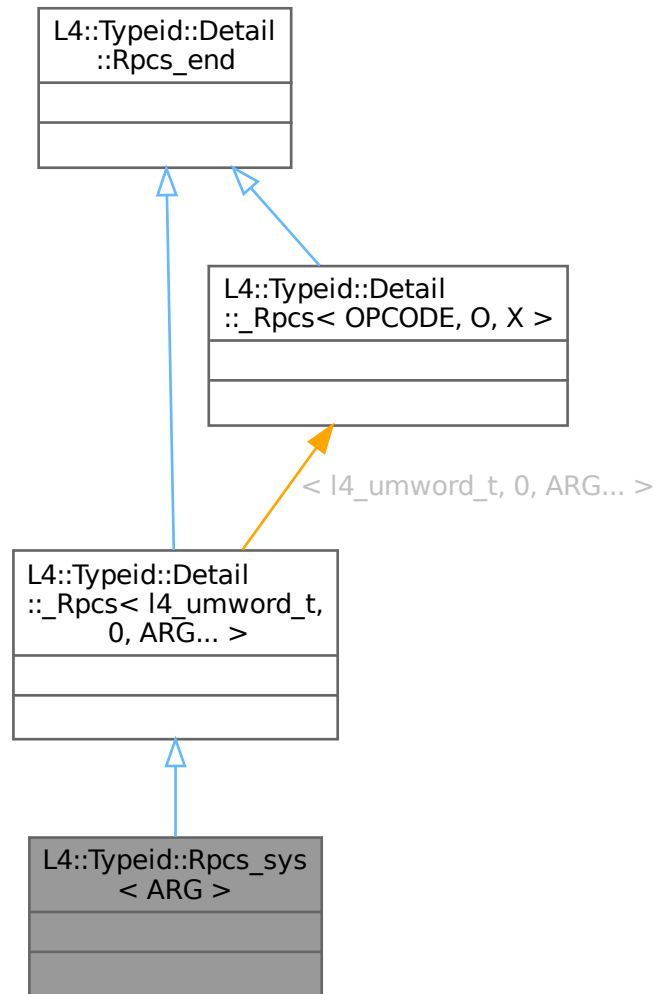 L4::Typeid::Detail
::Rpcs_end
L4::Typeid::Detail
::_Rpcs< OPCODE, O, X >
< l4_umword_t, 0, ARG... >
L4::Typeid::Detail
::_Rpcs< l4_umword_t,
0, ARG... >
L4::Typeid::Rpcs_sys
< ARG >